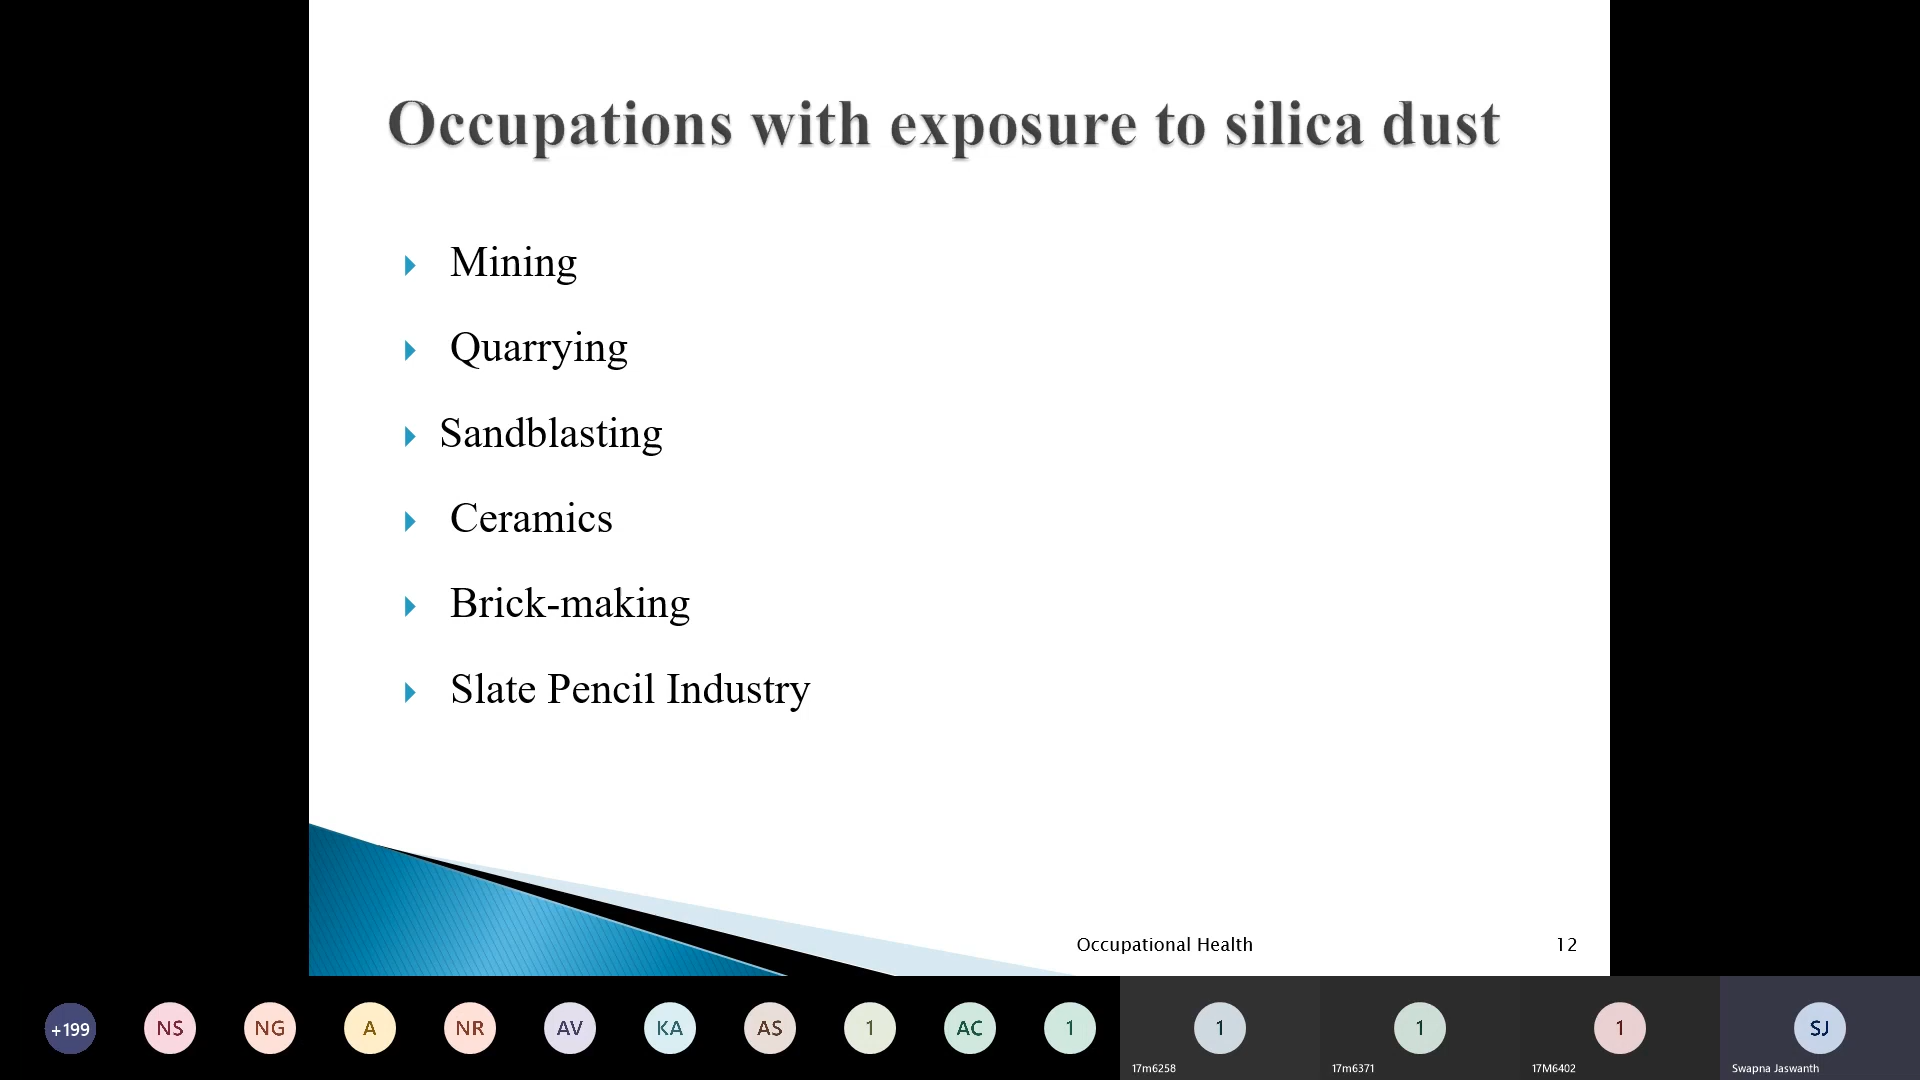 Occupations with exposure to silica dust
Mining
Quarrying
Sandblasting
Ceramics
Brick-making
Slate Pencil Industry
Occupational Health
12
+199
NS
NG
A
NR
AV
KA
AS
1
AC
1
1
1
1
SJ
17m6258
17m6371
17M6402
Swapna Jaswanth